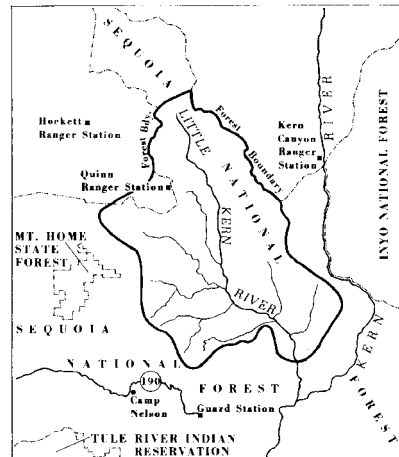 SEQUOIA
Hockett
Ranger Station
Forest Bdy.
Forest
Boundary
LITTLE
NATIONAL
KERN
RIVER
Kern
Canyon
Ranger
Station
RIVER
INYO NATIONAL FOREST
Quinn
Ranger Station
MT. HOME
STATE
FOREST
SEQUOIA
NATIONAL
FOREST
KERN
FOREST
190
Camp
Nelson
Guard Station
TULE RIVER INDIAN
RESERVATION